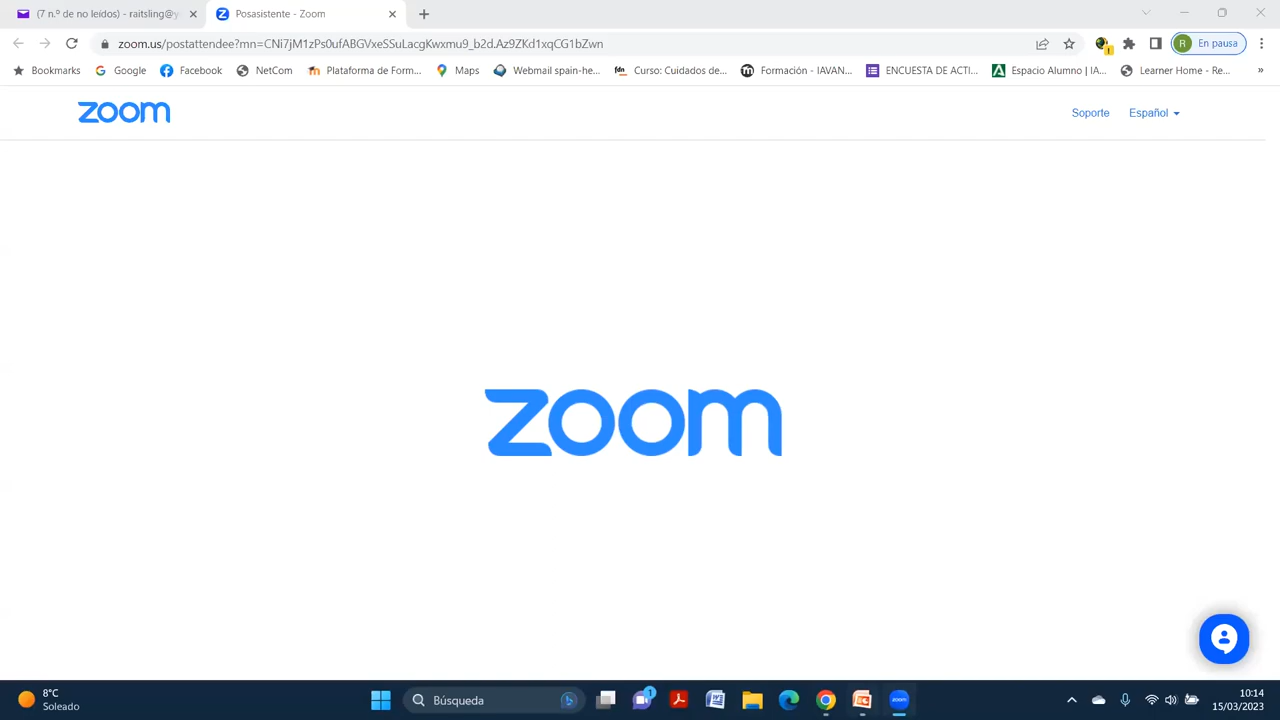 (7 n.º de no leídos) - raitsling@y
Posasistente - Zoom
zoom.us/postattendee?mn=CNi7jM1zPs0ufABGVxeSSuLacgKwxmu9_b2d.Az9ZKd1xqCG1bZwn
R En pausa
Bookmarks
Google
Facebook
NetCom
Plataforma de Form...
Maps
Webmail spain-he...
Curso: Cuidados de...
Formación - IAVAN...
ENCUESTA DE ACTI...
Espacio Alumno | IA...
Learner Home - Re...
»
zoom
Soporte
Español
zoom
8°C
Soleado
Búsqueda
1
zoom
10:14
15/03/2023